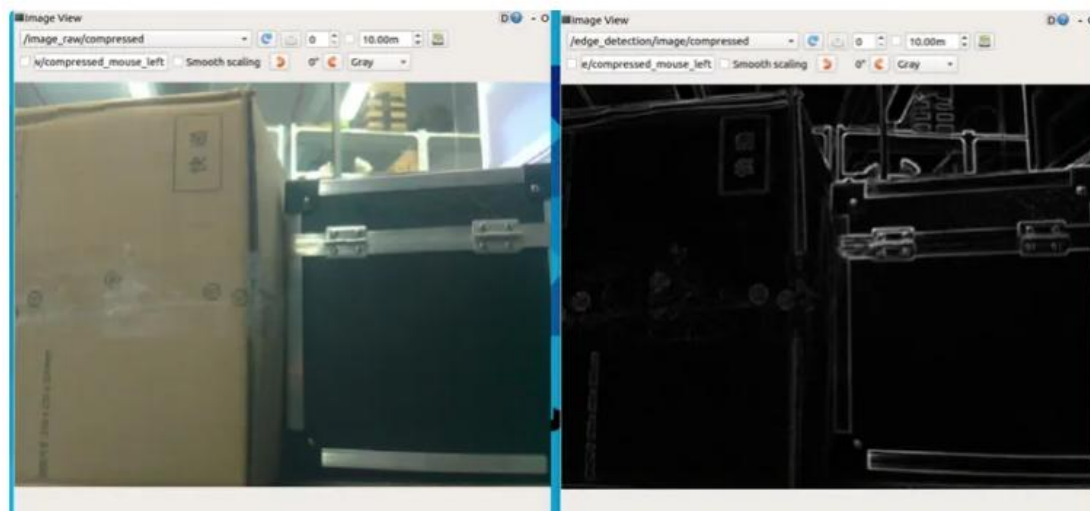 Image View
D
- O
/image_raw/compressed
0
10.00m
w/compressed_mouse_left
Smooth scaling
0°
Gray
Image View
D
- O
/edge_detection/image/compressed
0
10.00m
e/compressed_mouse_left
Smooth scaling
0°
Gray